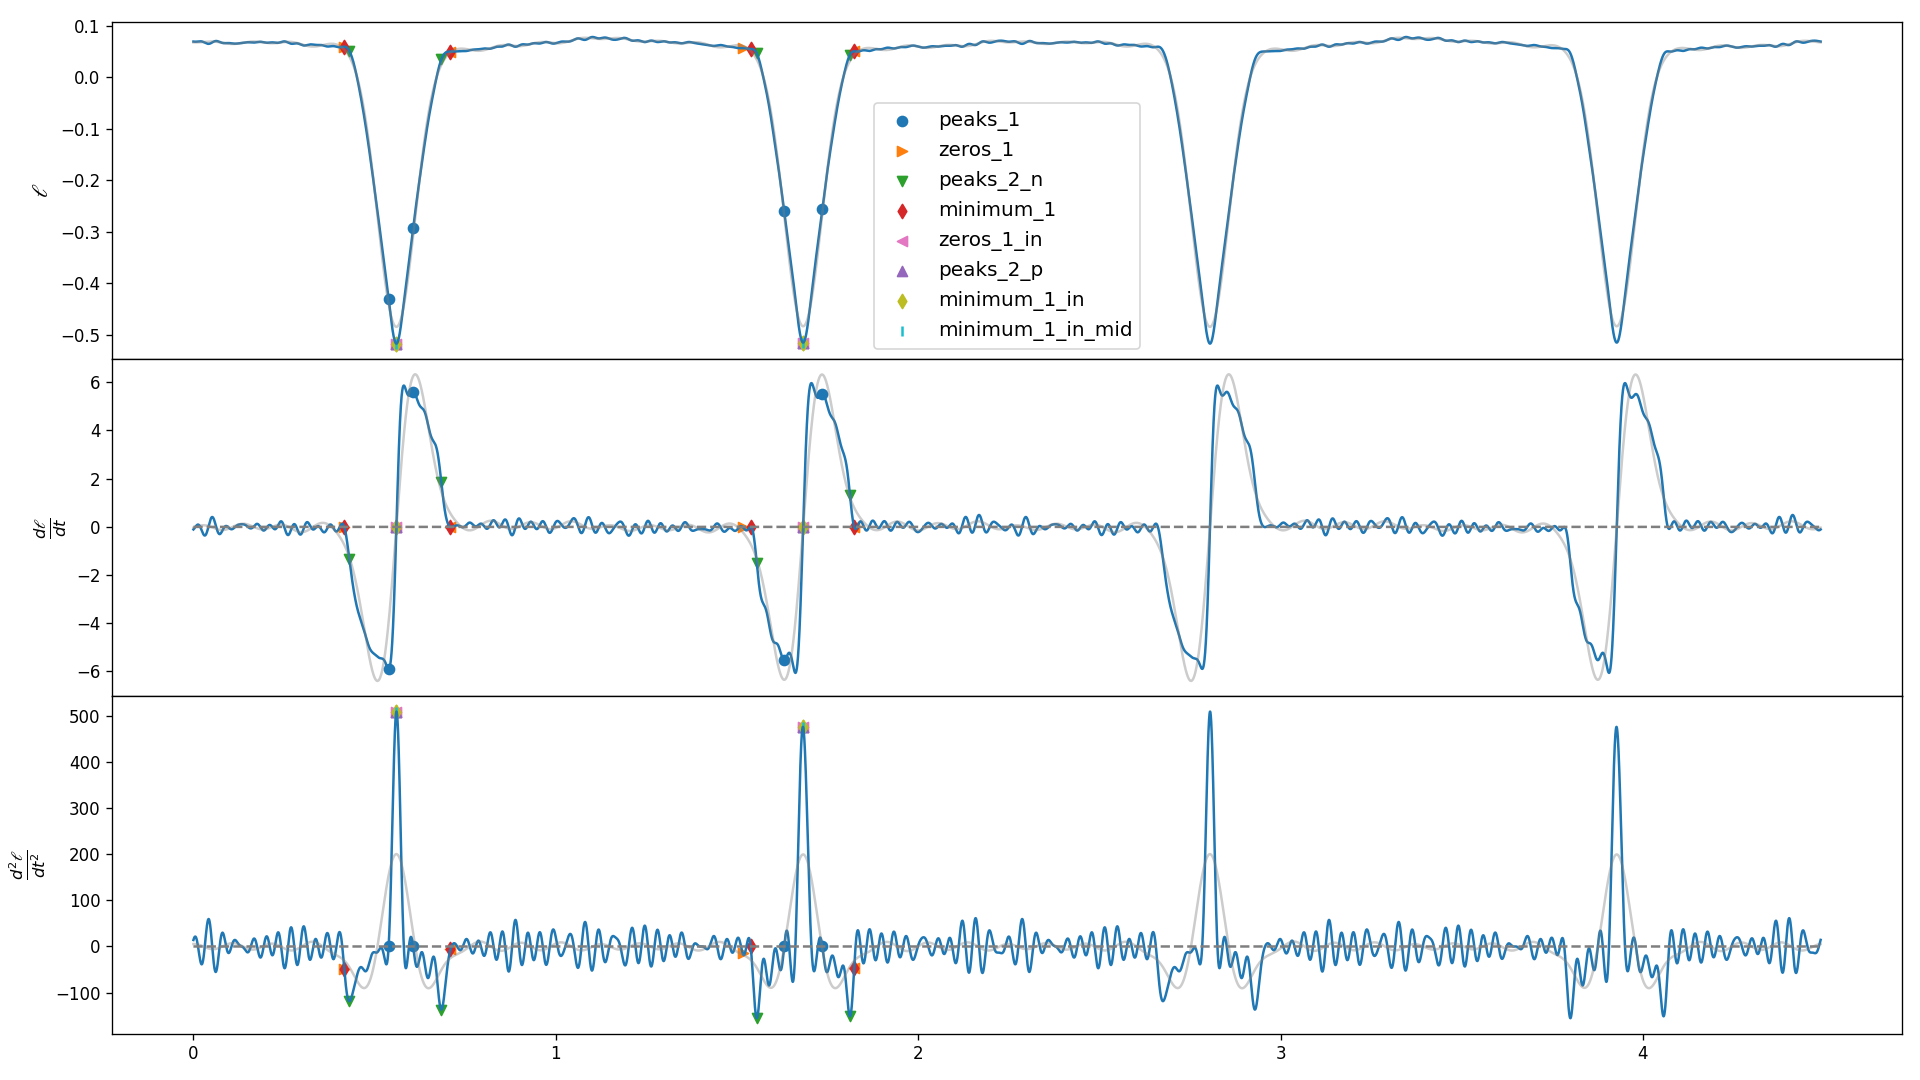 0.1
0.0
−0.1
−0.2
−0.3
−0.4
−0.5
ℓ
peaks_1
zeros_1
peaks_2_n
minimum_1
zeros_1_in
peaks_2_p
minimum_1_in
minimum_1_in_mid
6
4
2
0
−2
−4
−6
dℓ
dt
500
400
300
200
100
0
−100
d²ℓ
dt²
0 1 2 3 4